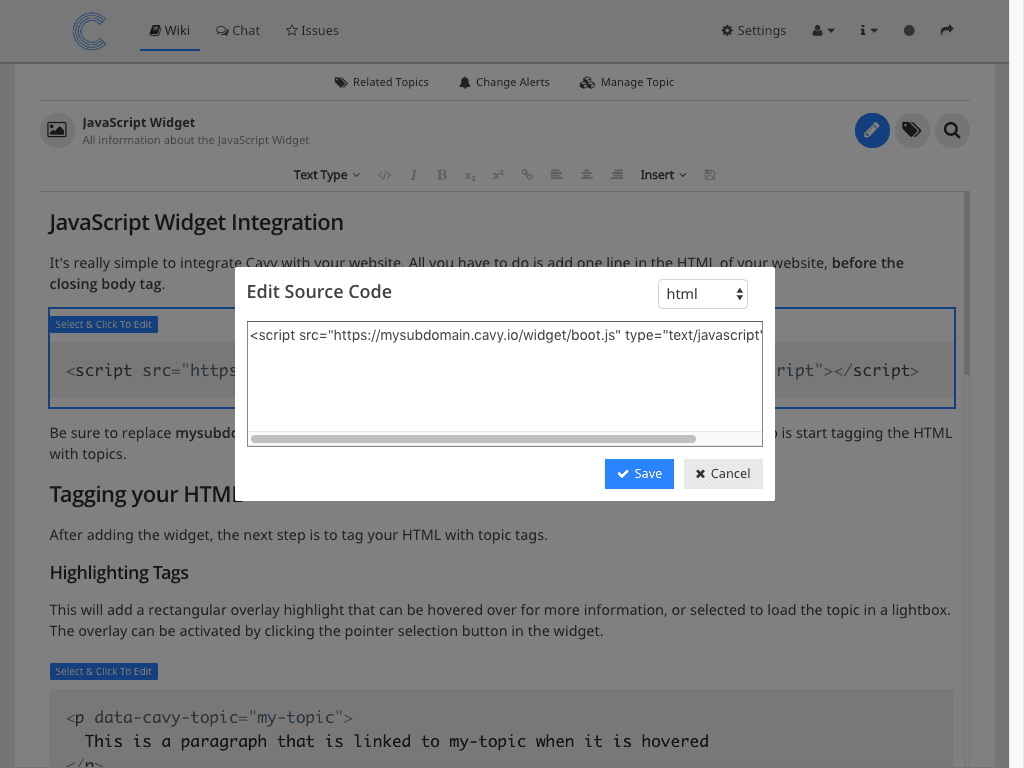 Wiki Chat Issues Settings
Related Topics Change Alerts Manage Topic
JavaScript Widget
All information about the JavaScript Widget
Text Type </> I B x₂ x² Insert
JavaScript Widget Integration
It's really simple to integrate Cavy with your website. All you have to do is add one line in the HTML of your website, before the
closing body tag.
Edit Source Code
html
<script src="https://mysubdomain.cavy.io/widget/boot.js" type="text/javascript"
Save Cancel
Select & Click To Edit
<script src="https ript"></script>
Be sure to replace mysubdo is start tagging the HTML
with topics.
Tagging your HTML
After adding the widget, the next step is to tag your HTML with topic tags.
Highlighting Tags
This will add a rectangular overlay highlight that can be hovered over for more information, or selected to load the topic in a lightbox.
The overlay can be activated by clicking the pointer selection button in the widget.
Select & Click To Edit
<p data-cavy-topic="my-topic">
This is a paragraph that is linked to my-topic when it is hovered
</p>